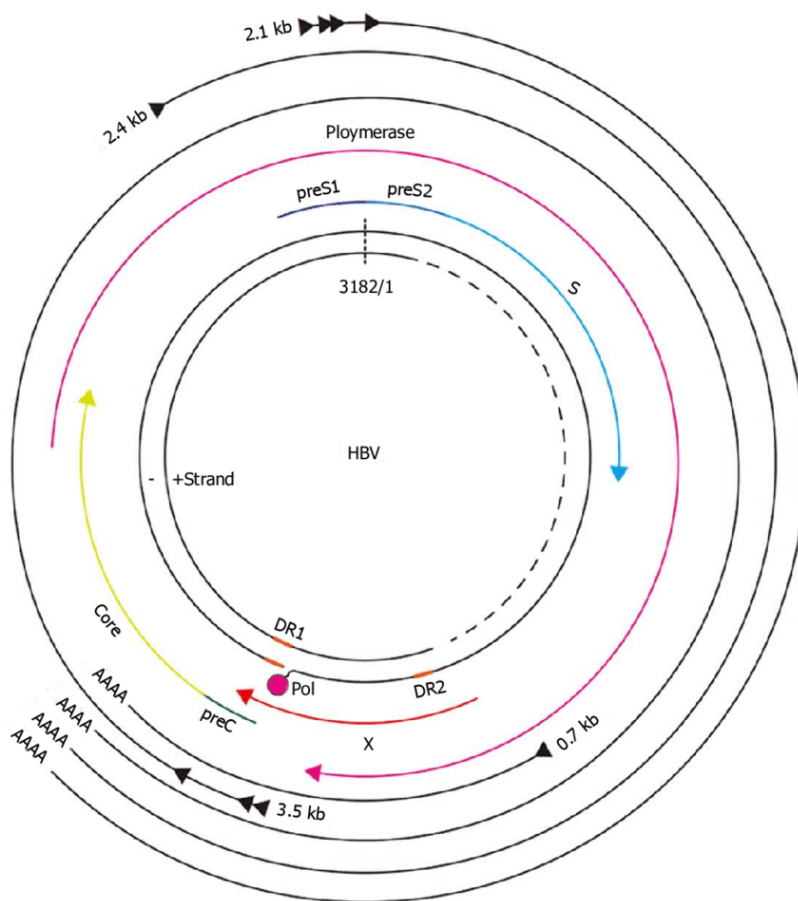 2.1 kb
2.4 kb
Ploymerase
preS1
preS2
S
3182/1
HBV
- +Strand
DR1
Core
Pol
DR2
preC
X
AAAA
AAAA
AAAA
AAAA
0.7 kb
3.5 kb